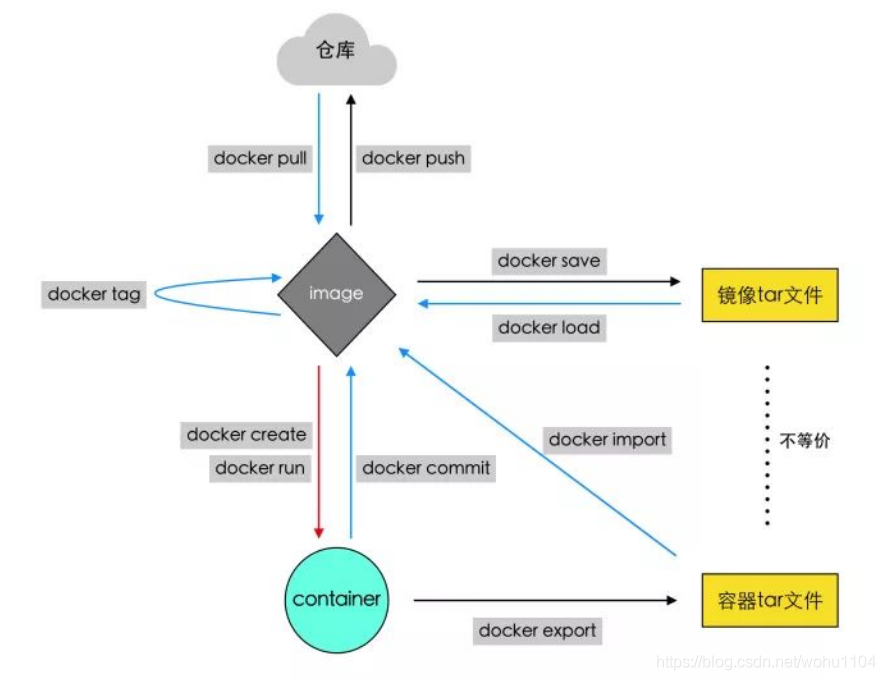 仓库
docker pull
docker push
docker save
docker tag
image
镜像tar文件
docker load
docker create
docker import
不等价
docker run
docker commit
container
容器tar文件
docker export
https://blog.csdn.net/wohu1104